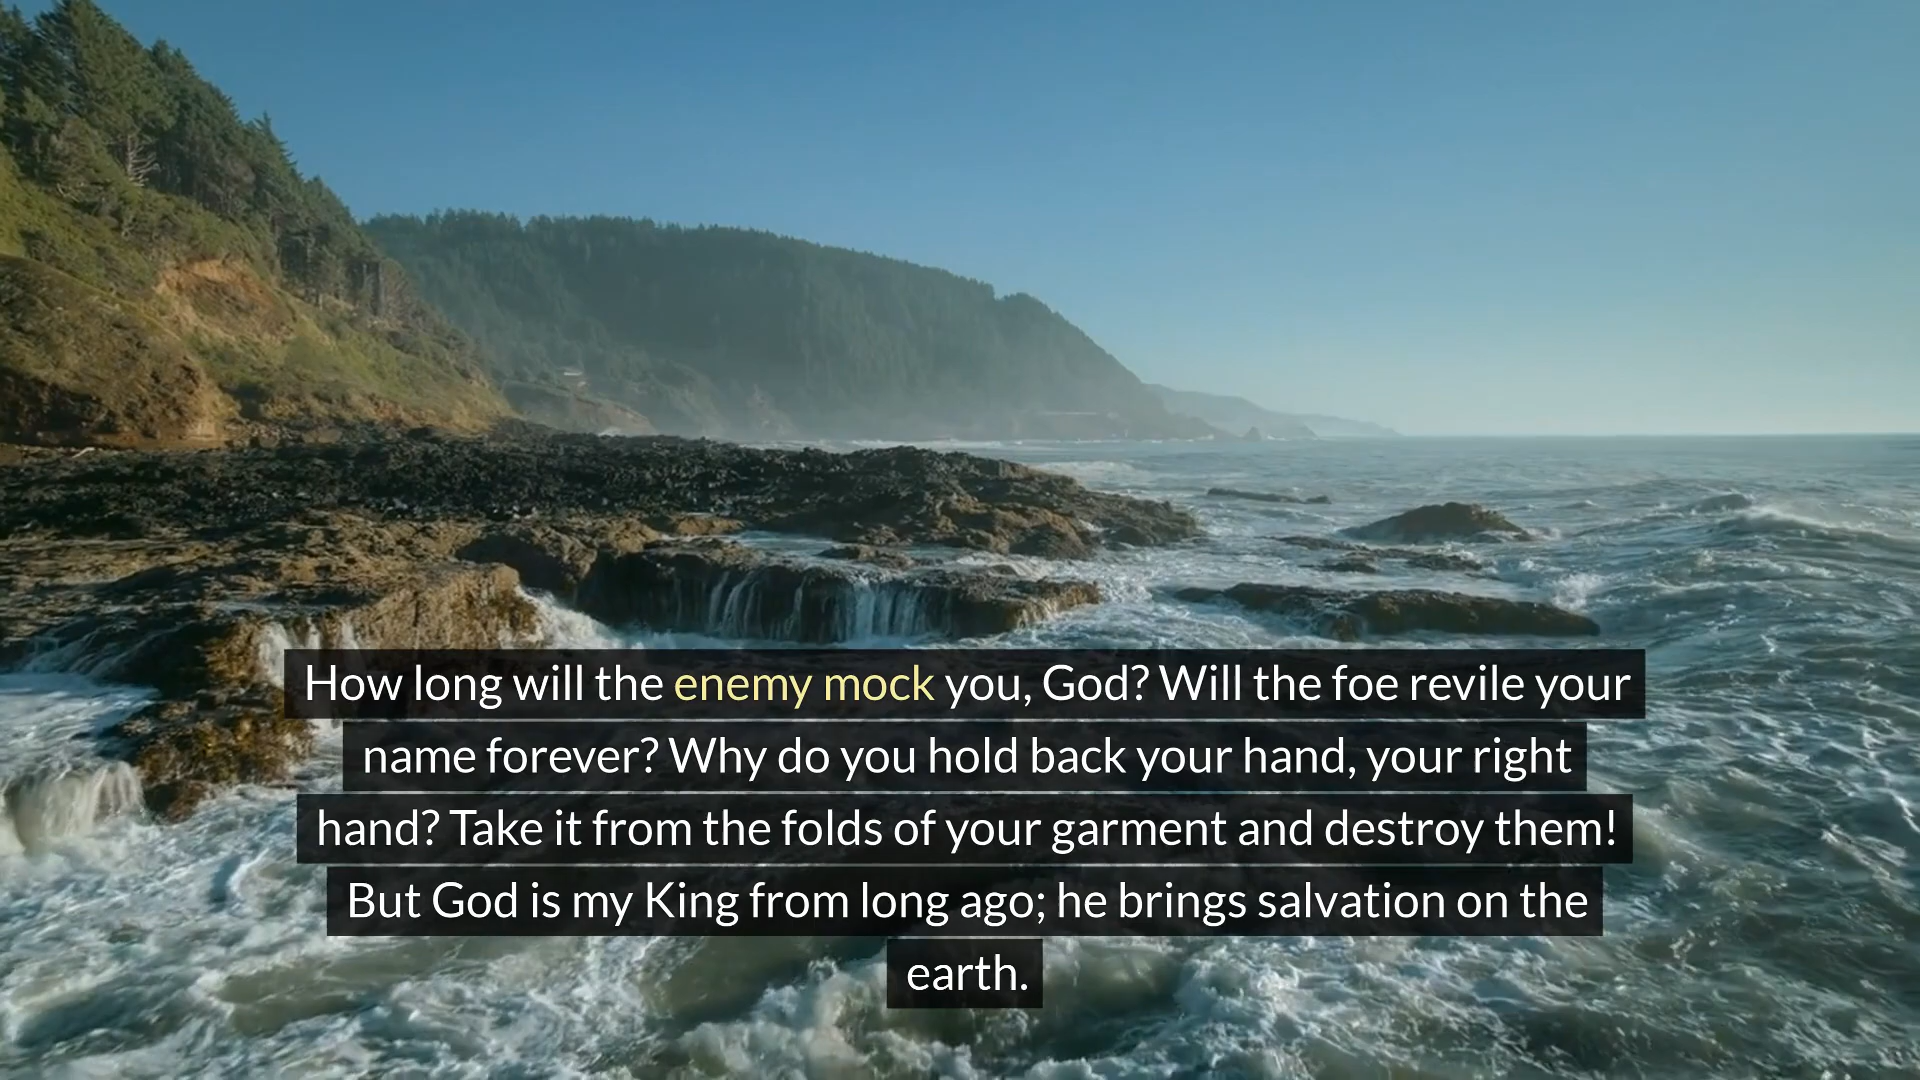 How long will the enemy mock you, God? Will the foe revile your
name forever? Why do you hold back your hand, your right
hand? Take it from the folds of your garment and destroy them!
But God is my King from long ago; he brings salvation on the
earth.